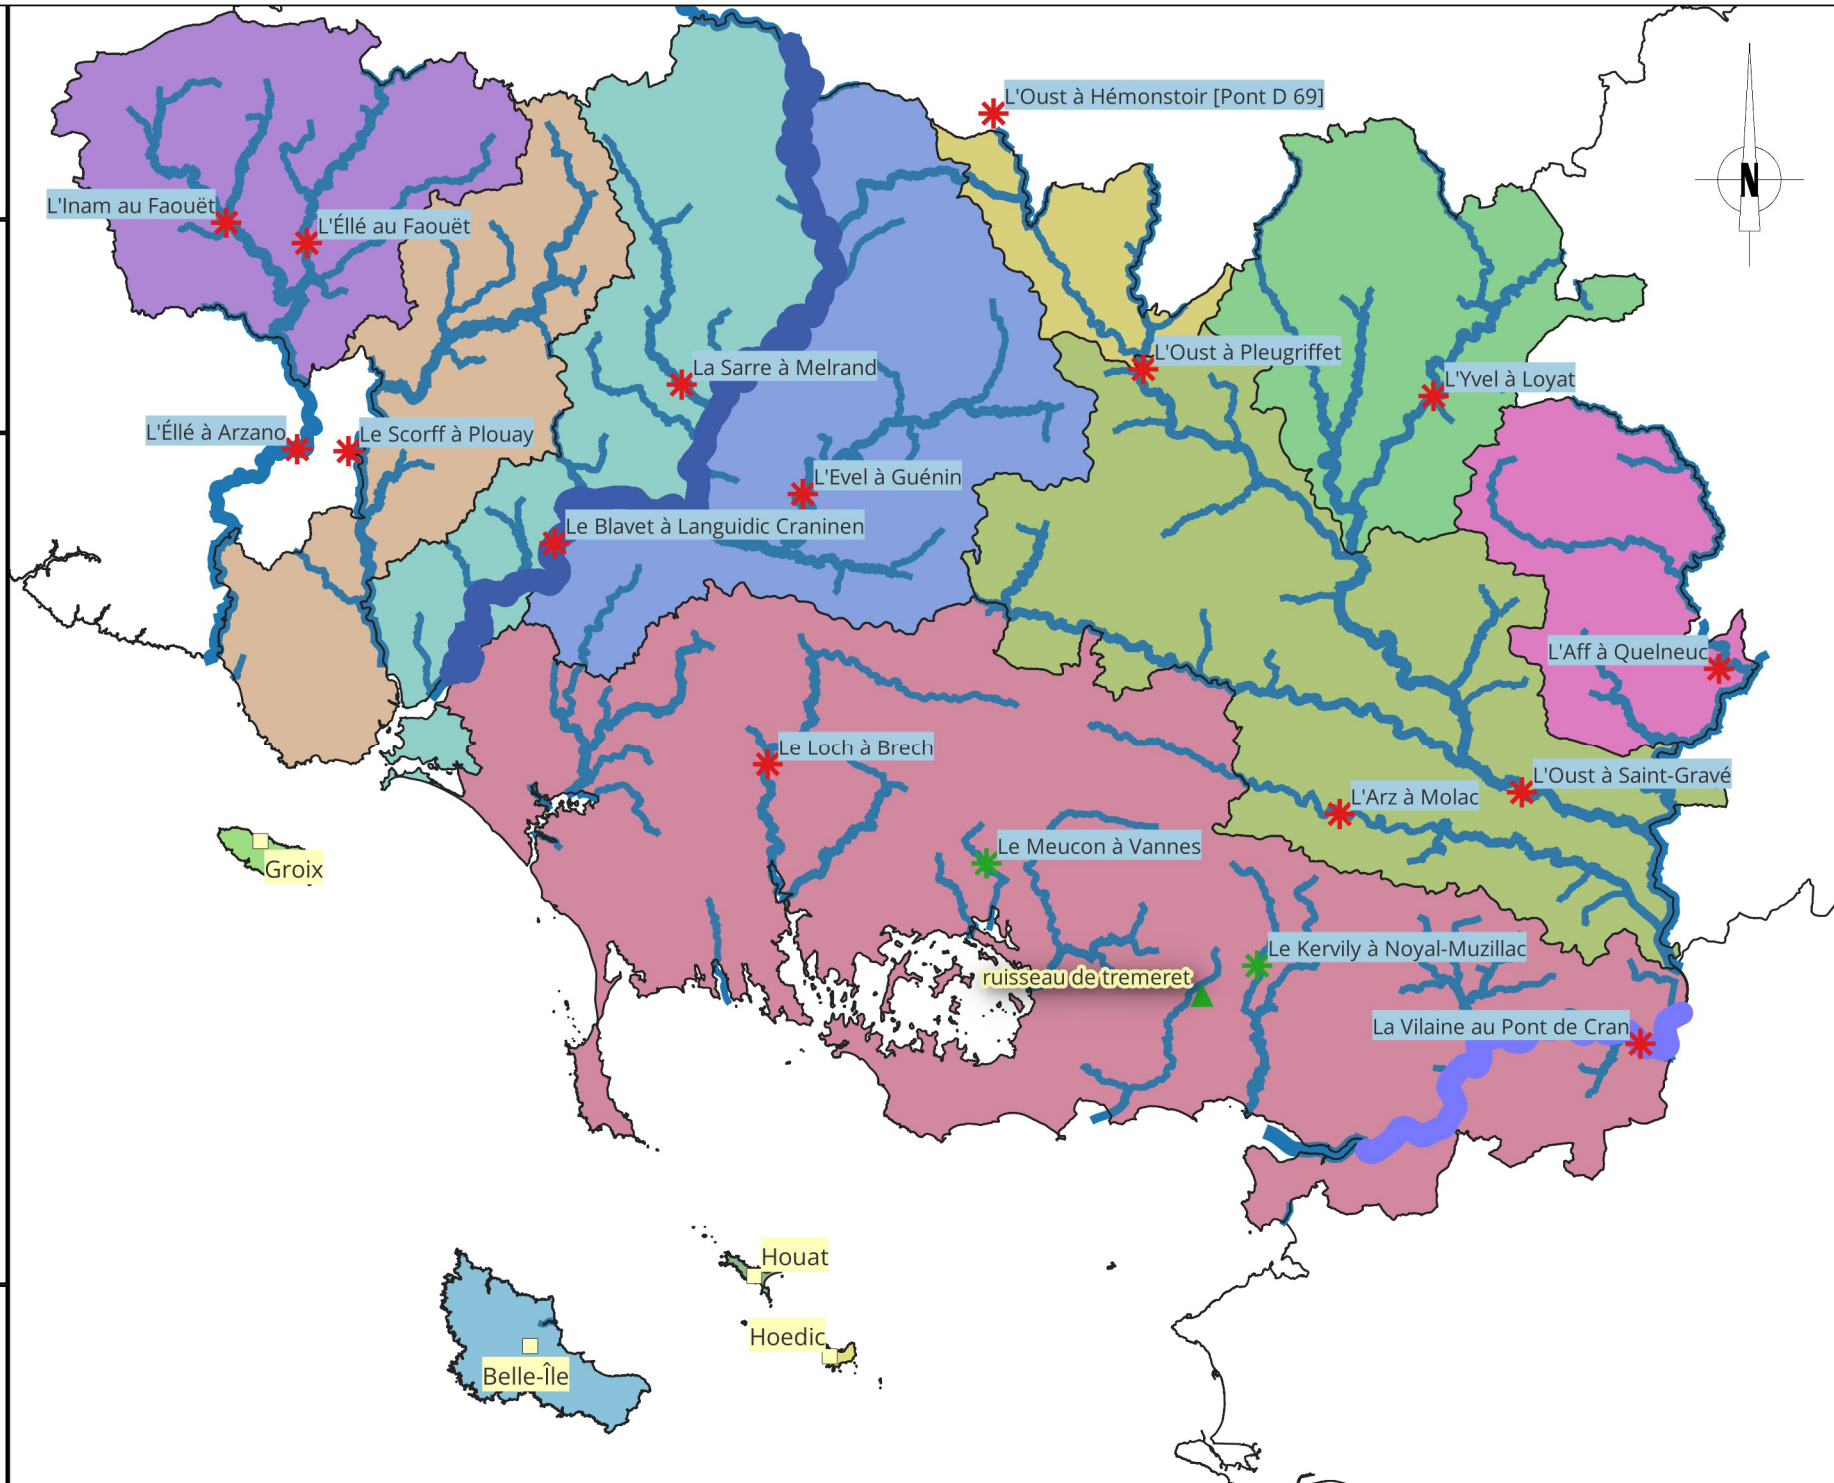 L'Oust à Hémonstoir [Pont D 69]
N
L'Inam au Faouët
L'Éllé au Faouët
L'Oust à Pleugriffet
La Sarre à Melrand
L'Yvel à Loyat
L'Éllé à Arzano
Le Scorff à Plouay
L'Evel à Guénin
Le Blavet à Languidic Craninen
L'Aff à Quelneuc
Le Loch à Brech
L'Oust à Saint-Gravé
L'Arz à Molac
Le Meucon à Vannes
Groix
Le Kervily à Noyal-Muzillac
ruisseau de tremeret
La Vilaine au Pont de Cran
Houat
Hoedic
Belle-Île